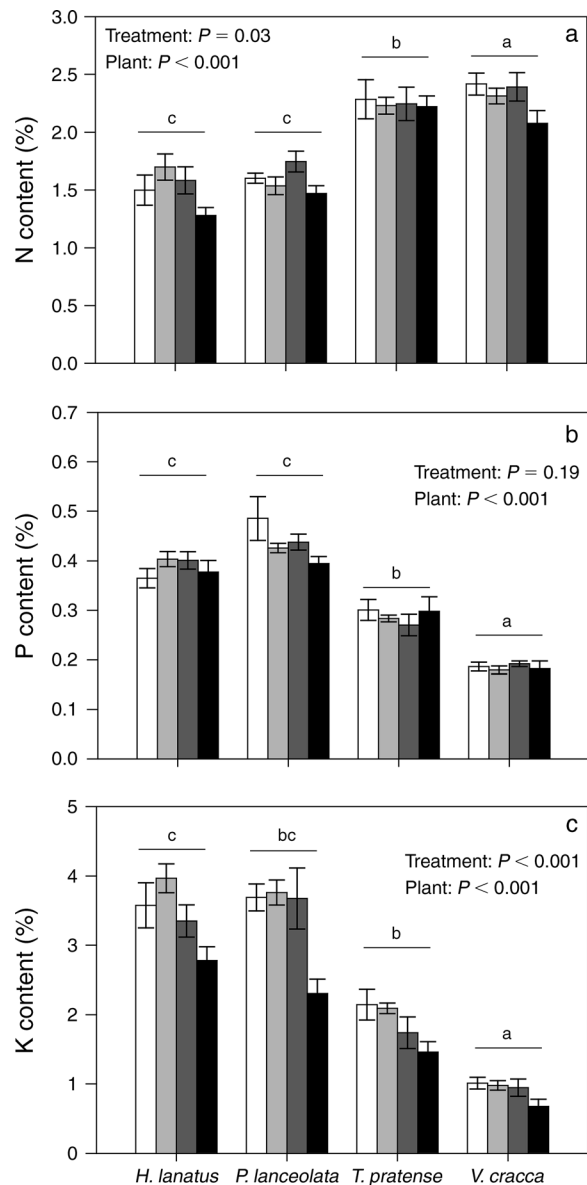 a
Treatment: P = 0.03
Plant: P < 0.001
c c b a
3.0
2.5
2.0
1.5
1.0
0.5
0.0
N content (%)
b
Treatment: P = 0.19
Plant: P < 0.001
c c b a
0.7
0.6
0.5
0.4
0.3
0.2
0.1
0.0
P content (%)
c
Treatment: P < 0.001
Plant: P < 0.001
c bc b a
5
4
3
2
1
0
K content (%)
H. lanatus P. lanceolata T. pratense V. cracca